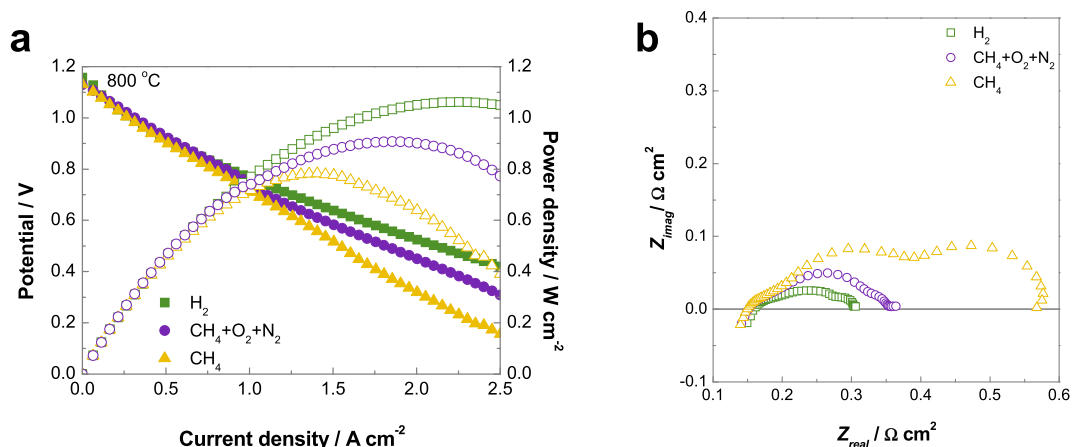 a
800 °C
Potential / V
1.2
1.0
0.8
0.6
0.4
0.2
0.0
H₂
CH₄+O₂+N₂
CH₄
0.0 0.5 1.0 1.5 2.0 2.5
Current density / A cm⁻²
1.2
1.0
0.8
0.6
0.4
0.2
0.0
Power density / W cm⁻²
b
H₂
CH₄+O₂+N₂
CH₄
Zimag / Ω cm²
0.4
0.3
0.2
0.1
0.0
-0.1
0.1 0.2 0.3 0.4 0.5 0.6
Zreal / Ω cm²